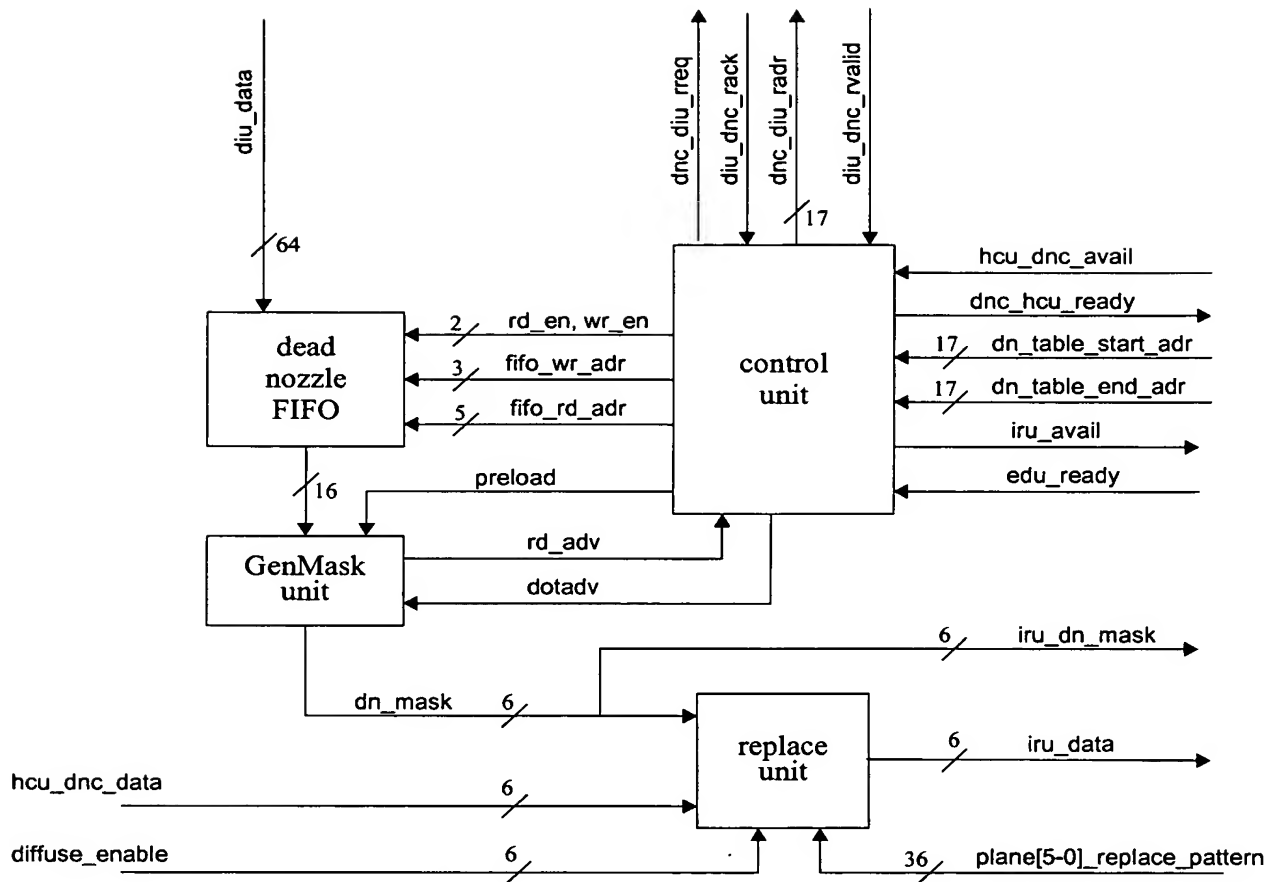 diu_data
dnc_diu_rreq
diu_dnc_rack
dnc_diu_radr
diu_dnc_rvalid
17
64
hcu_dnc_avail
dnc_hcu_ready
17 dn_table_start_adr
17 dn_table_end_adr
iru_avail
edu_ready
dead
nozzle
FIFO
2 rd_en, wr_en
3 fifo_wr_adr
5 fifo_rd_adr
control
unit
16
preload
GenMask
unit
rd_adv
dotadv
6 iru_dn_mask
dn_mask 6
replace
unit
6 iru_data
hcu_dnc_data 6
diffuse_enable 6
36 plane[5-0]_replace_pattern